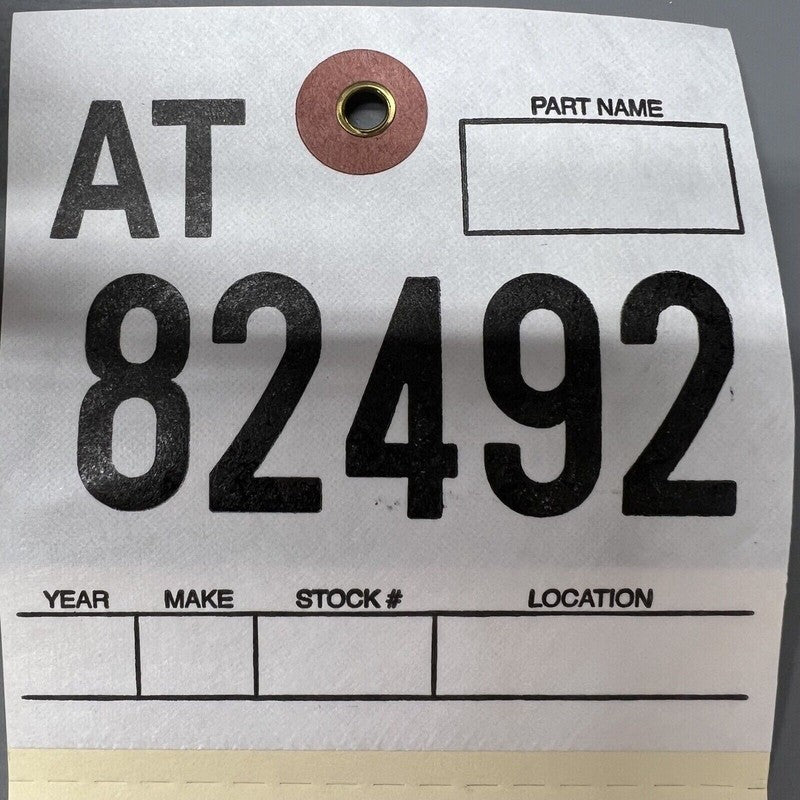 AT
PART NAME
82492
YEAR MAKE STOCK # LOCATION